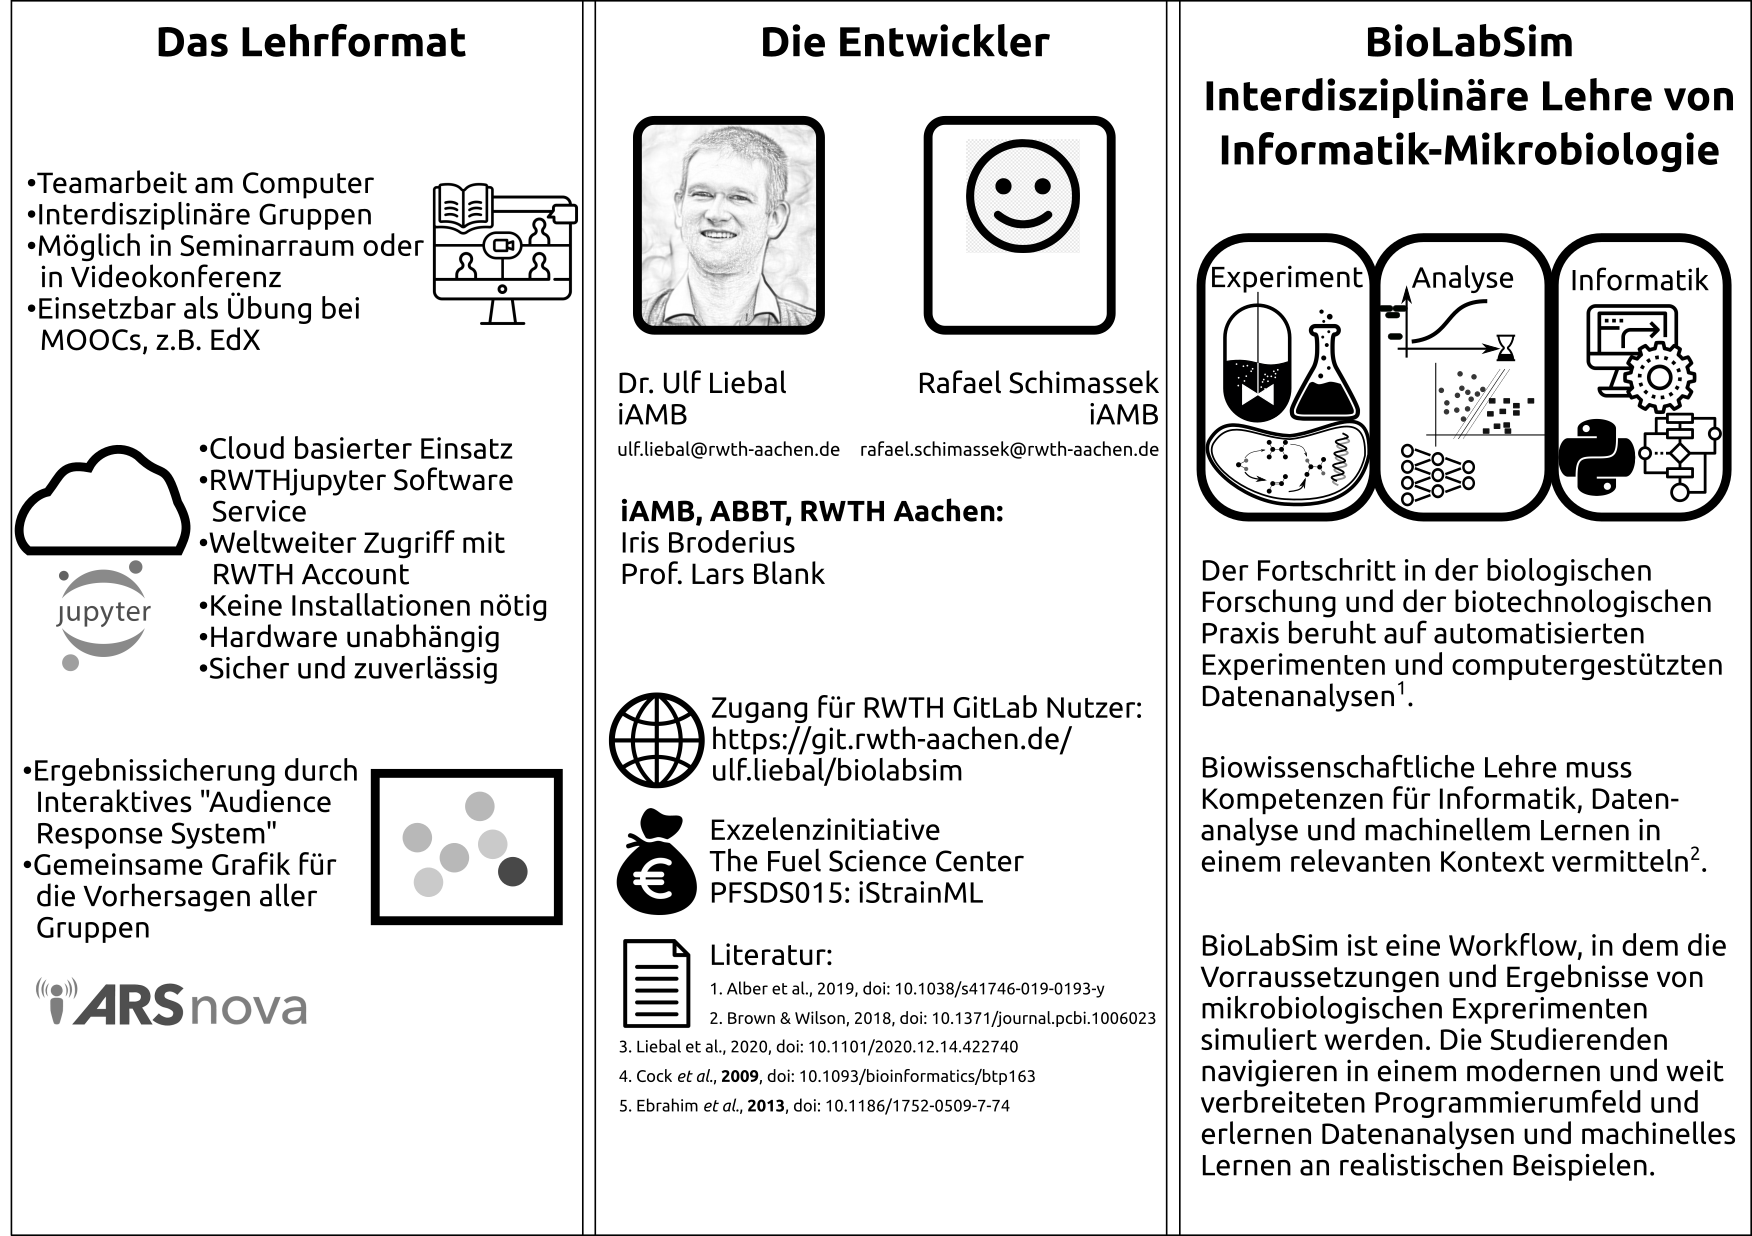 Das Lehrformat
•Teamarbeit am Computer
•Interdisziplinäre Gruppen
•Möglich in Seminarraum oder
in Videokonferenz
•Einsetzbar als Übung bei
MOOCs, z.B. EdX
•Cloud basierter Einsatz
•RWTHjupyter Software
Service
•Weltweiter Zugriff mit
RWTH Account
•Keine Installationen nötig
•Hardware unabhängig
•Sicher und zuverlässig
jupyter
•Ergebnissicherung durch
Interaktives "Audience
Response System"
•Gemeinsame Grafik für
die Vorhersagen aller
Gruppen
ARSnova
Die Entwickler
Dr. Ulf Liebal
iAMB
ulf.liebal@rwth-aachen.de
Rafael Schimassek
iAMB
rafael.schimassek@rwth-aachen.de
iAMB, ABBT, RWTH Aachen:
Iris Broderius
Prof. Lars Blank
Zugang für RWTH GitLab Nutzer:
https://git.rwth-aachen.de/
ulf.liebal/biolabsim
Exzelenzinitiative
The Fuel Science Center
PFSDS015: iStrainML
Literatur:
1. Alber et al., 2019, doi: 10.1038/s41746-019-0193-y
2. Brown & Wilson, 2018, doi: 10.1371/journal.pcbi.1006023
3. Liebal et al., 2020, doi: 10.1101/2020.12.14.422740
4. Cock et al., 2009, doi: 10.1093/bioinformatics/btp163
5. Ebrahim et al., 2013, doi: 10.1186/1752-0509-7-74
BioLabSim
Interdisziplinäre Lehre von
Informatik-Mikrobiologie
Experiment
Analyse
Informatik
Der Fortschritt in der biologischen
Forschung und der biotechnologischen
Praxis beruht auf automatisierten
Experimenten und computergestützten
Datenanalysen¹.
Biowissenschaftliche Lehre muss
Kompetenzen für Informatik, Daten-
analyse und machinellem Lernen in
einem relevanten Kontext vermitteln².
BioLabSim ist eine Workflow, in dem die
Vorraussetzungen und Ergebnisse von
mikrobiologischen Exprerimenten
simuliert werden. Die Studierenden
navigieren in einem modernen und weit
verbreiteten Programmierumfeld und
erlernen Datenanalysen und machinelles
Lernen an realistischen Beispielen.